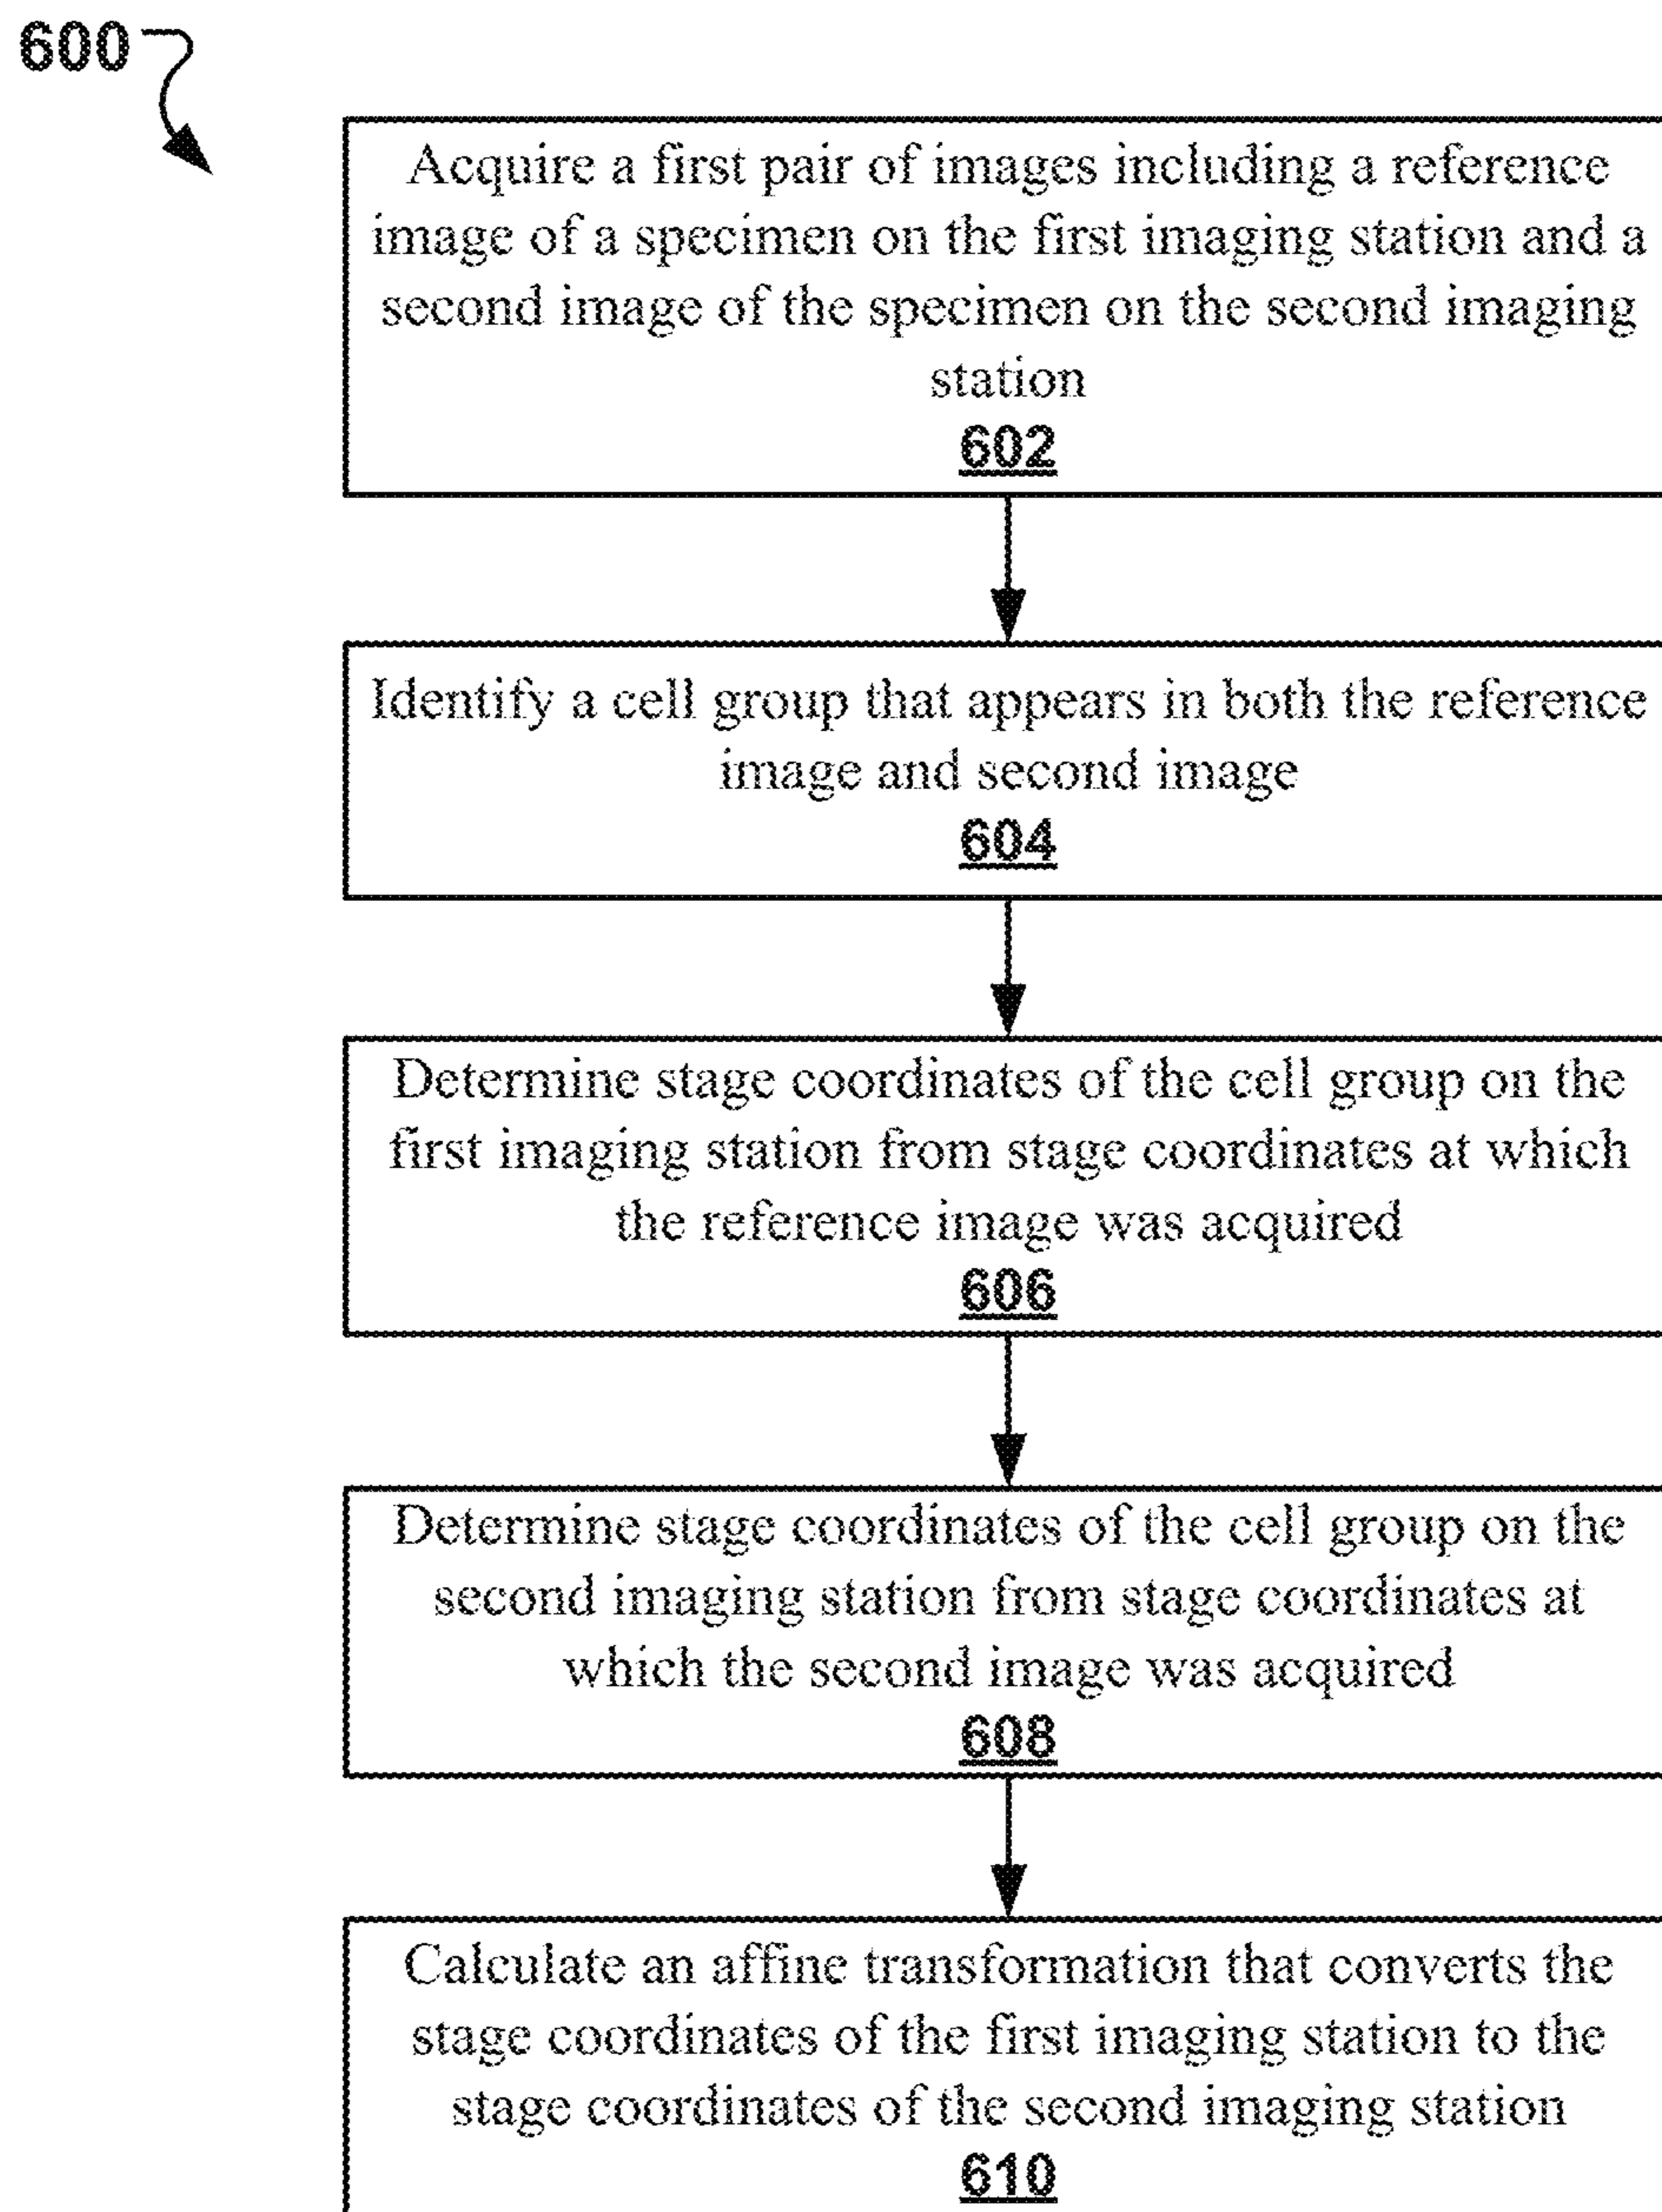 600
Acquire a first pair of images including a reference
image of a specimen on the first imaging station and a
second image of the specimen on the second imaging
station
602
Identify a cell group that appears in both the reference
image and second image
604
Determine stage coordinates of the cell group on the
first imaging station from stage coordinates at which
the reference image was acquired
606
Determine stage coordinates of the cell group on the
second imaging station from stage coordinates at
which the second image was acquired
608
Calculate an affine transformation that converts the
stage coordinates of the first imaging station to the
stage coordinates of the second imaging station
610